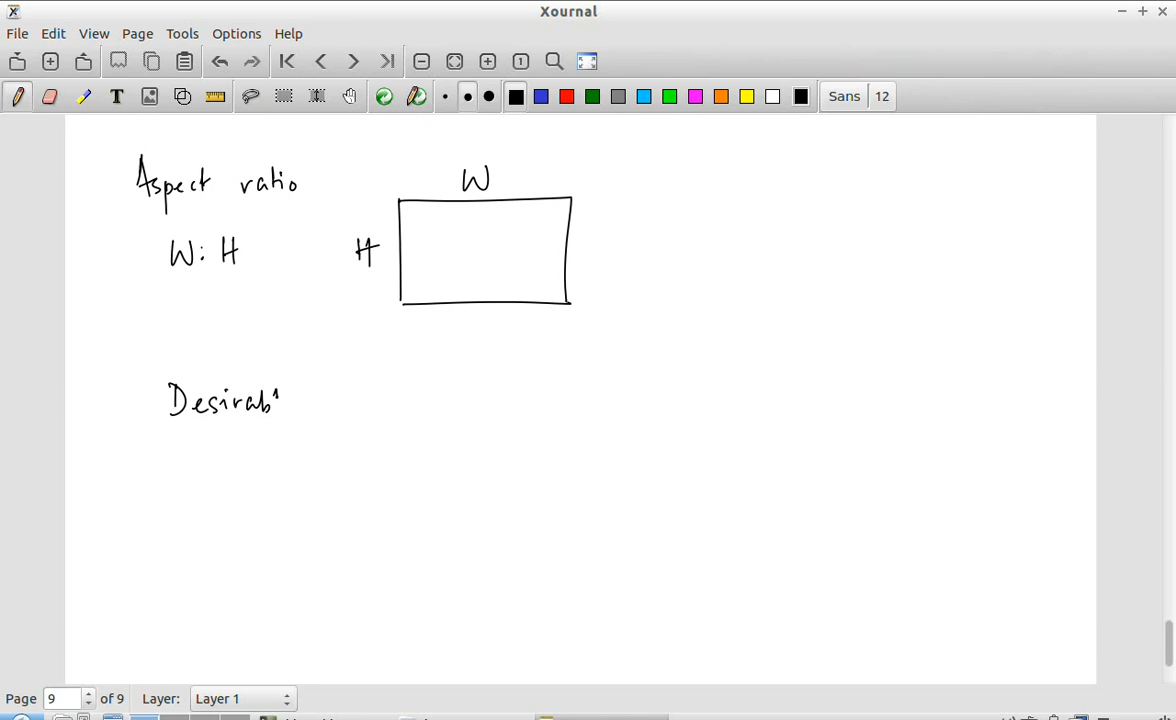 Xournal
File Edit View Page Tools Options Help
T 1 Sans 12
Aspect ratio W
W: H H
Desirab
Page 9 of 9 Layer: Layer 1